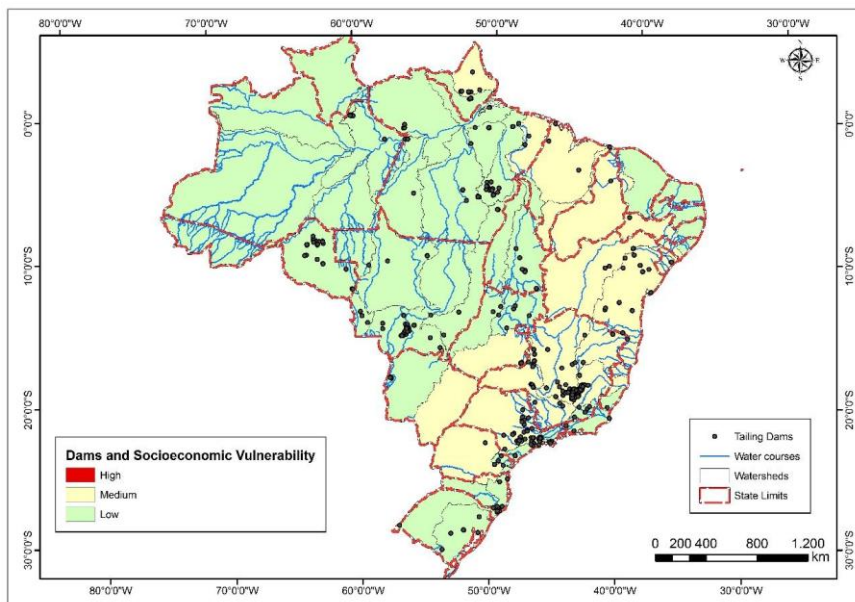 80°0'0"W 60°0'0"W 50°0'0"W 40°0'0"W 30°0'0"W
70°0'0"W
N
W E
S
0°0'0"
0°0'0"
10°0'0"S
10°0'0"S
20°0'0"S
20°0'0"S
30°0'0"S
30°0'0"S
Dams and Socioeconomic Vulnerability
High
Medium
Low
Tailing Dams
Water courses
Watersheds
State Limits
0 200 400 800 1.200
km
80°0'0"W 70°0'0"W 60°0'0"W 50°0'0"W 40°0'0"W 30°0'0"W